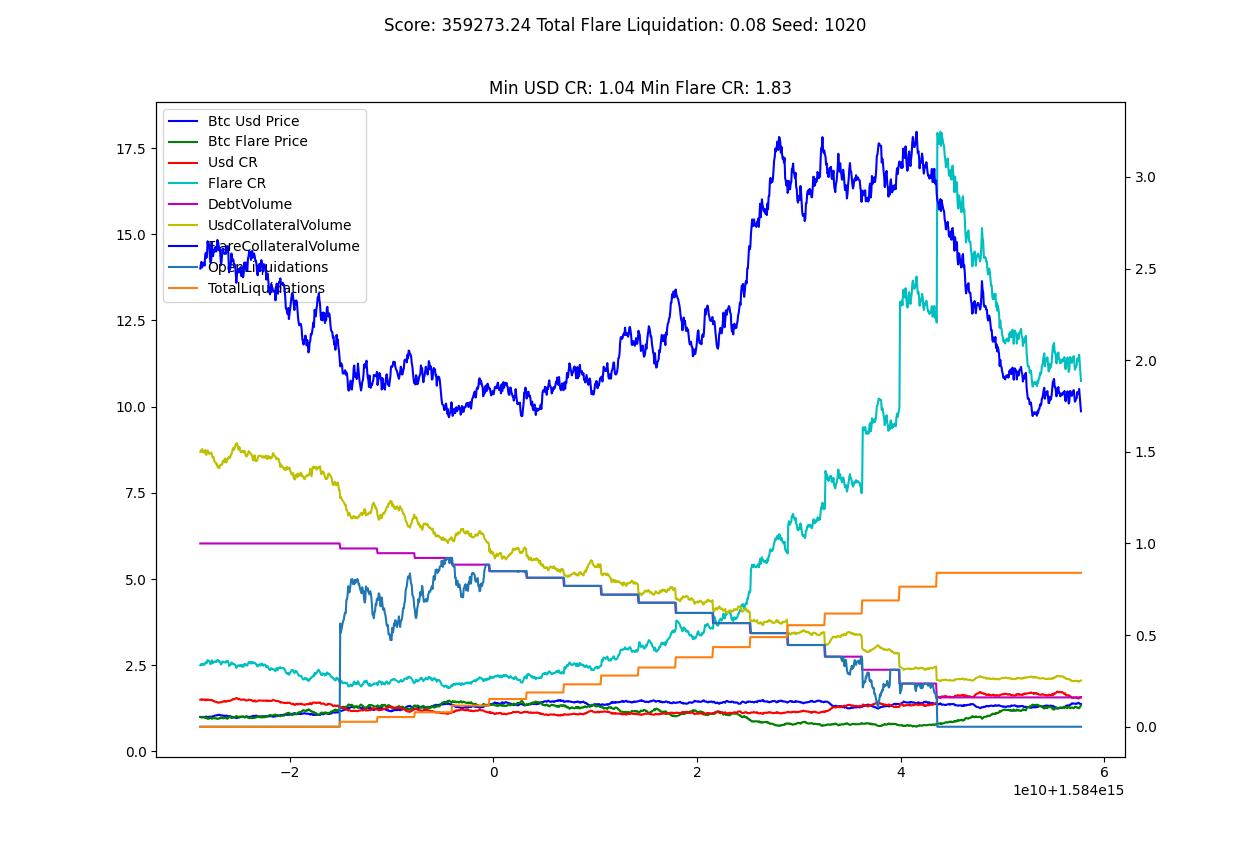 Score: 359273.24 Total Flare Liquidation: 0.08 Seed: 1020
Min USD CR: 1.04 Min Flare CR: 1.83
Btc Usd Price
Btc Flare Price
Usd CR
Flare CR
DebtVolume
UsdCollateralVolume
FlareCollateralVolume
OpenLiquidations
TotalLiquidations
17.5
15.0
12.5
10.0
7.5
5.0
2.5
0.0
3.0
2.5
2.0
1.5
1.0
0.5
0.0
−2
0
2
4
6
1e10+1.584e15